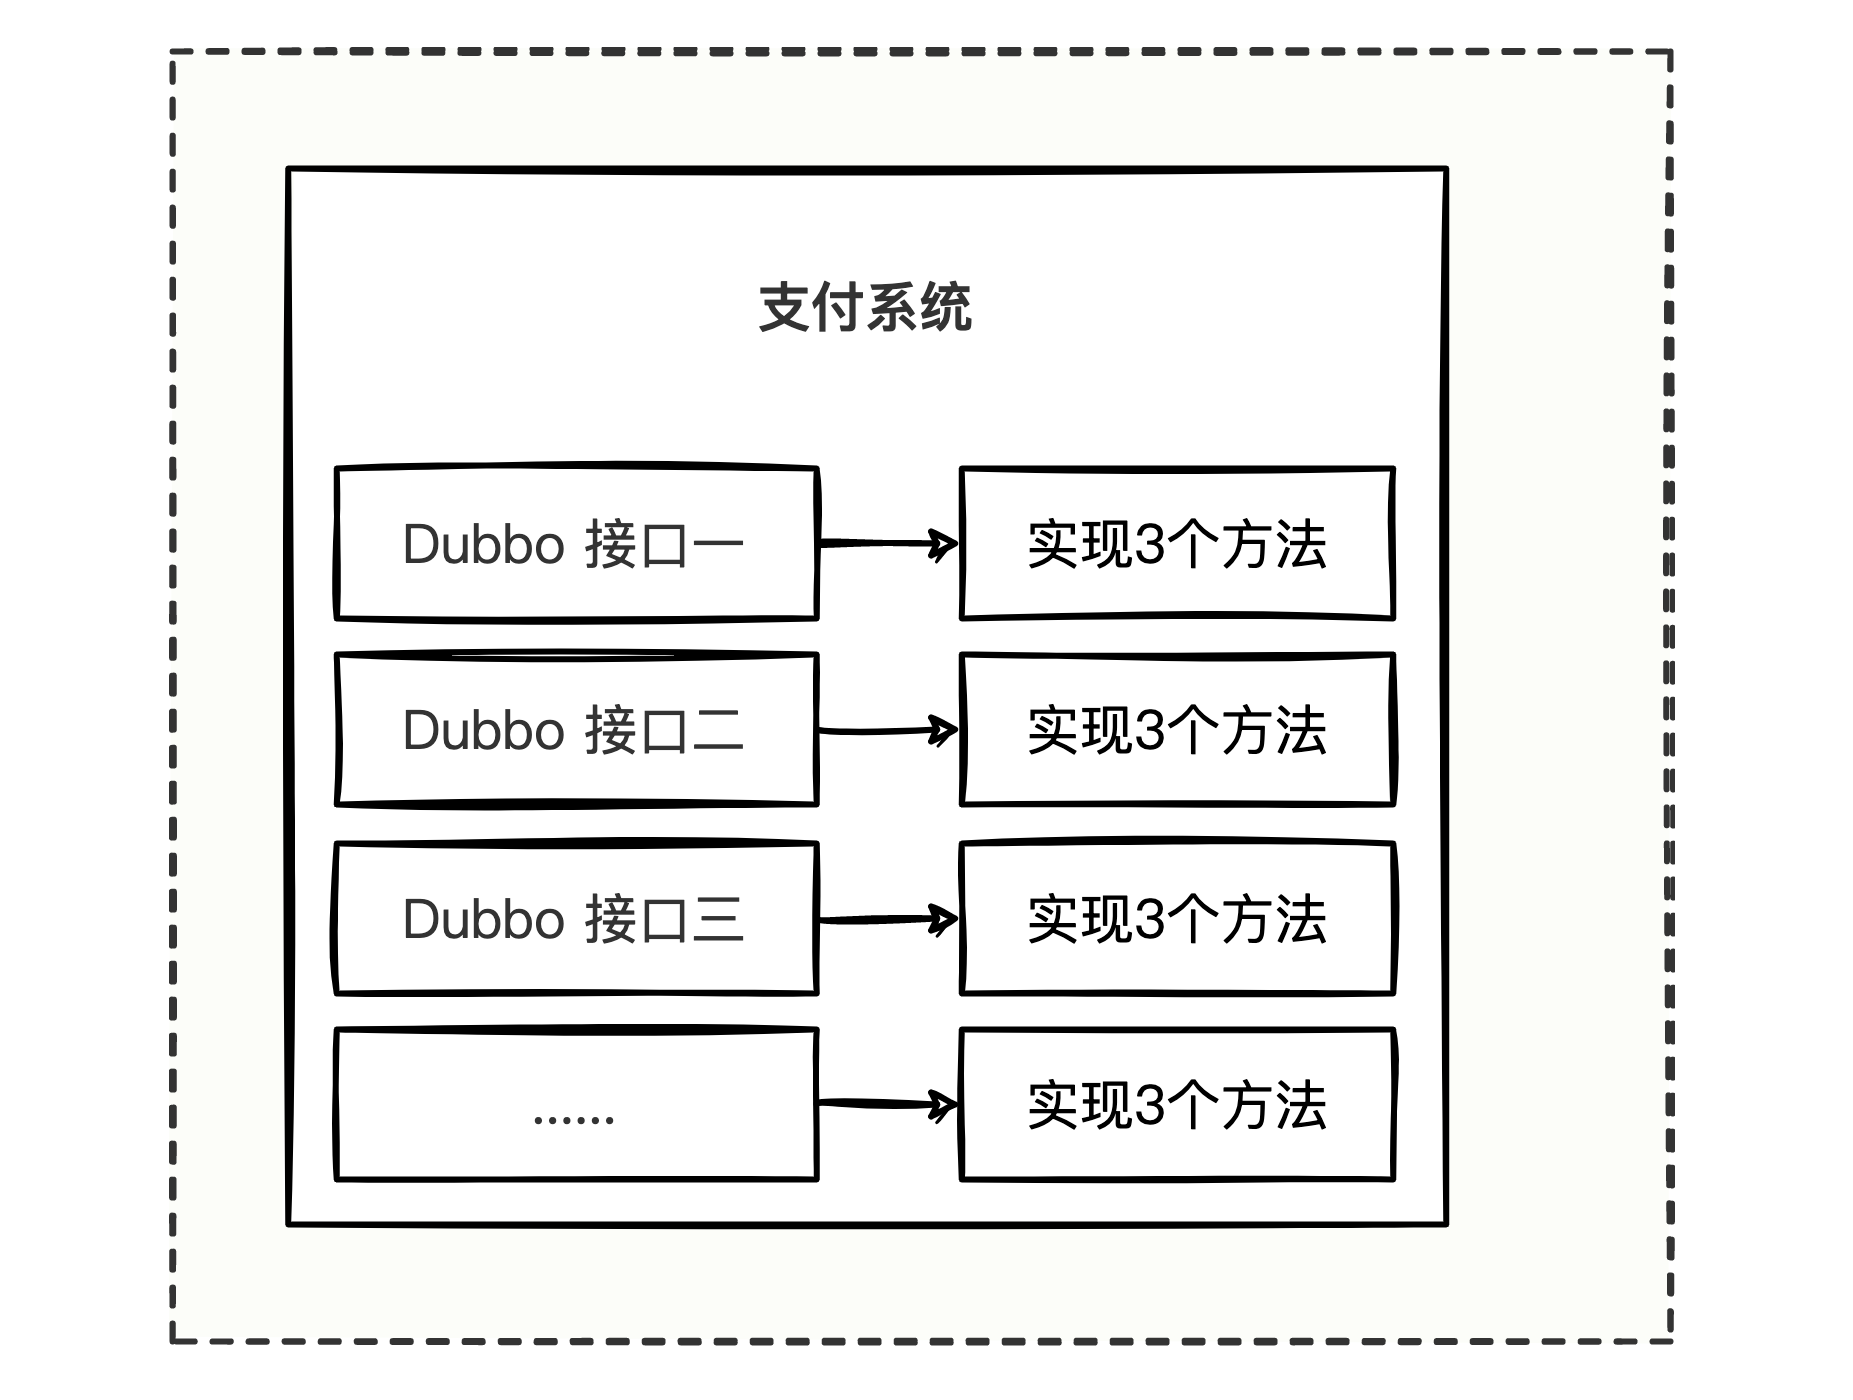 支付系统
Dubbo 接口一
实现3个方法
Dubbo 接口二
实现3个方法
Dubbo 接口三
实现3个方法
......
实现3个方法